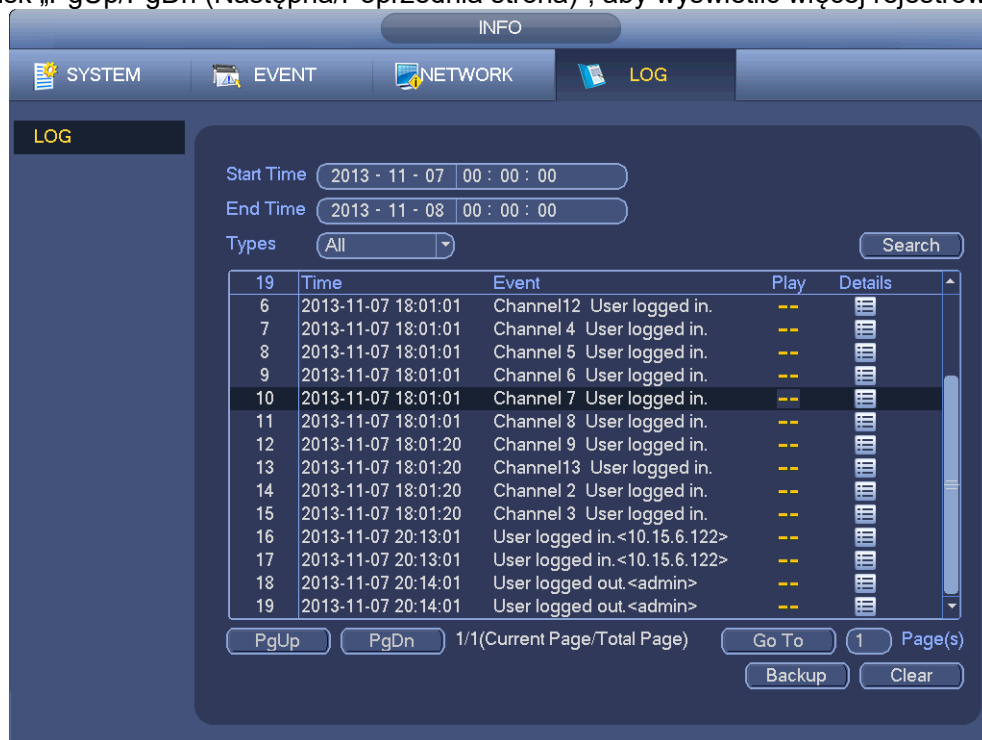 „PgUp/PgDn (Następna/Poprzednia strona)”, aby wyświetlić więcej rejestrów
INFO
SYSTEM EVENT NETWORK LOG
LOG
Start Time 2013 - 11 - 07 00 : 00 : 00
End Time 2013 - 11 - 08 00 : 00 : 00
Types All Search
19 Time Event Play Details
6 2013-11-07 18:01:01 Channel12 User logged in. --
7 2013-11-07 18:01:01 Channel 4 User logged in. --
8 2013-11-07 18:01:01 Channel 5 User logged in. --
9 2013-11-07 18:01:01 Channel 6 User logged in. --
10 2013-11-07 18:01:01 Channel 7 User logged in. --
11 2013-11-07 18:01:01 Channel 8 User logged in. --
12 2013-11-07 18:01:20 Channel 9 User logged in. --
13 2013-11-07 18:01:20 Channel13 User logged in. --
14 2013-11-07 18:01:20 Channel 2 User logged in. --
15 2013-11-07 18:01:20 Channel 3 User logged in. --
16 2013-11-07 20:13:01 User logged in.<10.15.6.122> --
17 2013-11-07 20:13:01 User logged in.<10.15.6.122> --
18 2013-11-07 20:14:01 User logged out.<admin> --
19 2013-11-07 20:14:01 User logged out.<admin> --
PgUp PgDn 1/1(Current Page/Total Page) Go To 1 Page(s)
Backup Clear